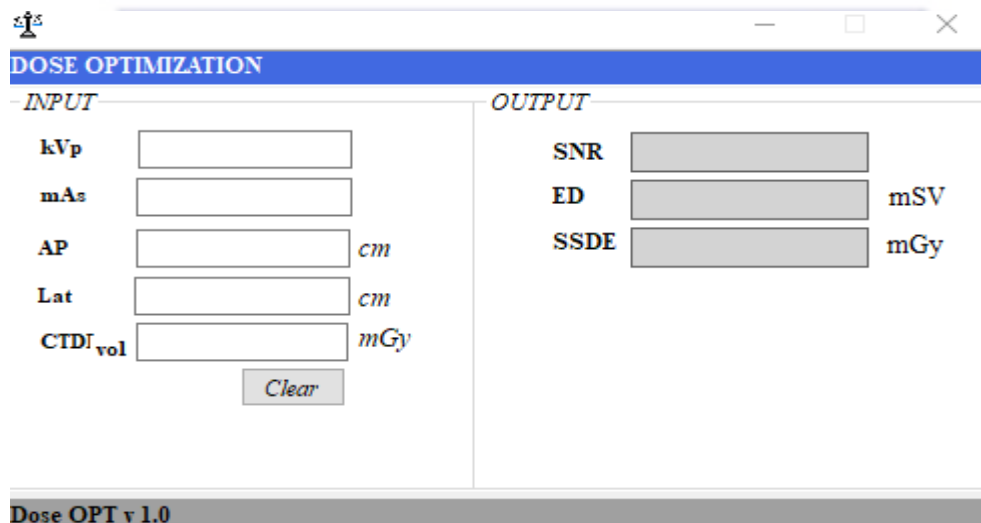 DOSE OPTIMIZATION
INPUT
kVp
mAs
AP cm
Lat cm
CTDI vol mGy
Clear
OUTPUT
SNR
ED mSV
SSDE mGy
Dose OPT v 1.0